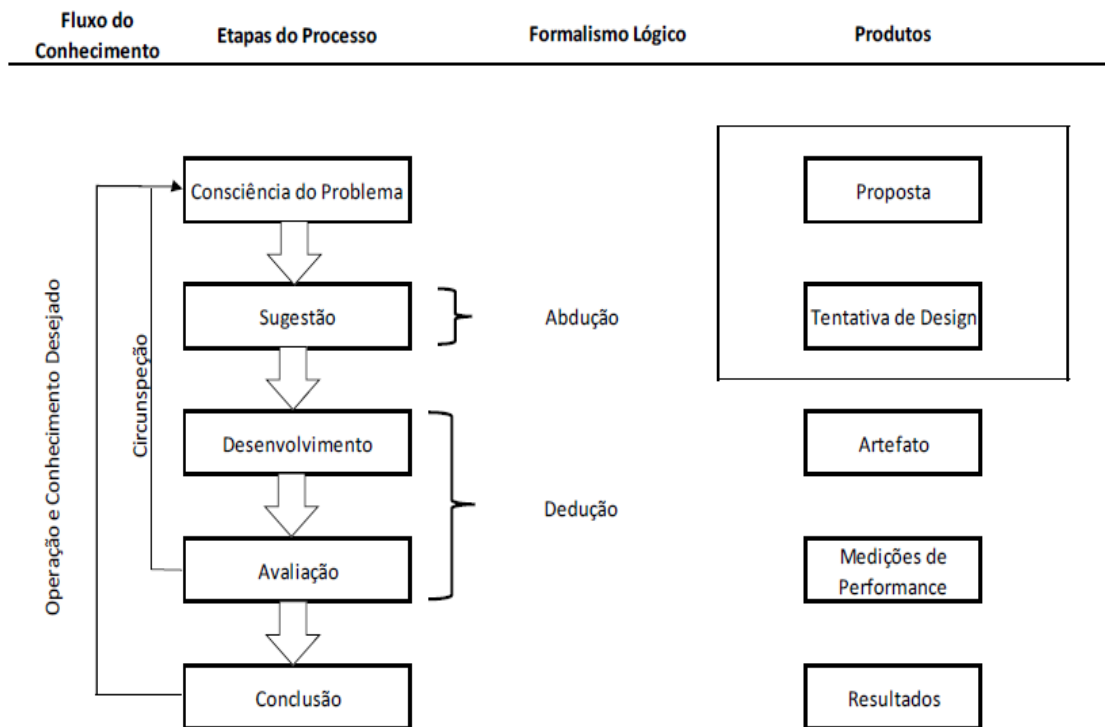 Fluxo do
Conhecimento
Etapas do Processo
Formalismo Lógico
Produtos
Consciência do Problema
Proposta
Sugestão
Abdução
Tentativa de Design
Operação e Conhecimento Desejado
Circunspeção
Desenvolvimento
Artefato
Dedução
Avaliação
Medições de
Performance
Conclusão
Resultados